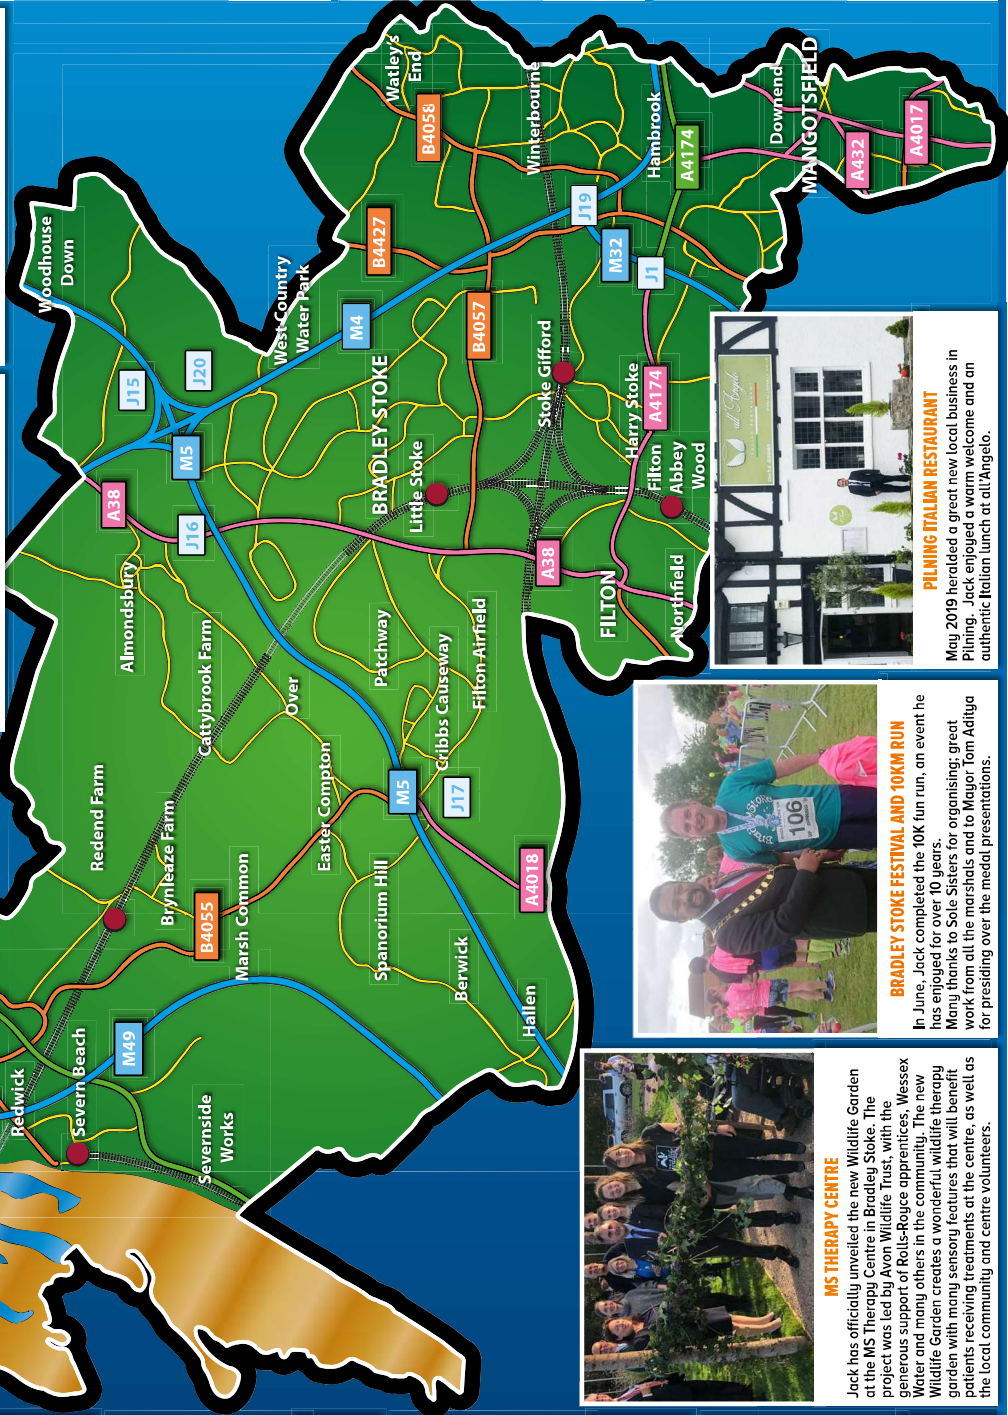 Redwick
Severn Beach
M49
Severnside
Works
Redend Farm
Brynleaze Farm
B4055
Marsh Common
Cattybrook Farm
Over
Easter Compton
Spanorium Hill
Berwick
Hallen
M5
J17
A4018
Cribbs Causeway
Patchway
Filton Airfield
Almondsbury
A38
J16
M5
J15
J20
Woodhouse
Down
West Country
Water Park
M4
BRADLEY STOKE
Little Stoke
B4427
B4058
B4057
Watley's
End
Winterbourne
Stoke Gifford
Harry Stoke
A4174
Filton
Abbey
Wood
A38
FILTON
Northfield
J19
M32
J1
Hambrook
A4174
Downend
MANGOTSFIELD
A432
A4017
MS THERAPY CENTRE
Jack has officially unveiled the new Wildlife Garden
at the MS Therapy Centre in Bradley Stoke. The
project was led by Avon Wildlife Trust, with the
generous support of Rolls-Royce apprentices, Wessex
Water and many others in the community. The new
Wildlife Garden creates a wonderful wildlife therapy
garden with many sensory features that will benefit
patients receiving treatments at the centre, as well as
the local community and centre volunteers.
106
BRADLEY STOKE FESTIVAL AND 10KM RUN
In June, Jack completed the 10K fun run, an event he
has enjoyed for over 10 years.
Many thanks to Sole Sisters for organising; great
work from all the marshals and to Mayor Tom Aditya
for presiding over the medal presentations.
all'Angelo
PILNING ITALIAN RESTAURANT
May 2019 heralded a great new local business in
Pilning. Jack enjoyed a warm welcome and an
authentic Italian lunch at all'Angelo.